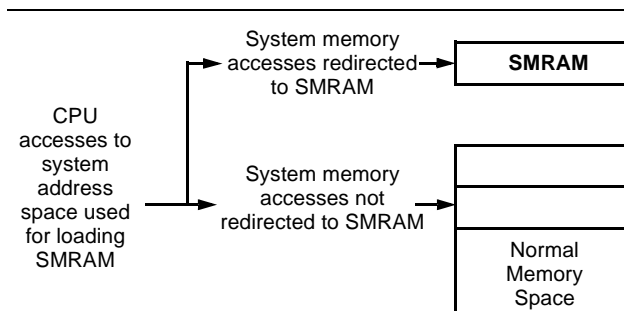 CPU
accesses to
system
address
space used
for loading
SMRAM
System memory
accesses redirected
to SMRAM
SMRAM
System memory
accesses not
redirected to SMRAM
Normal
Memory
Space